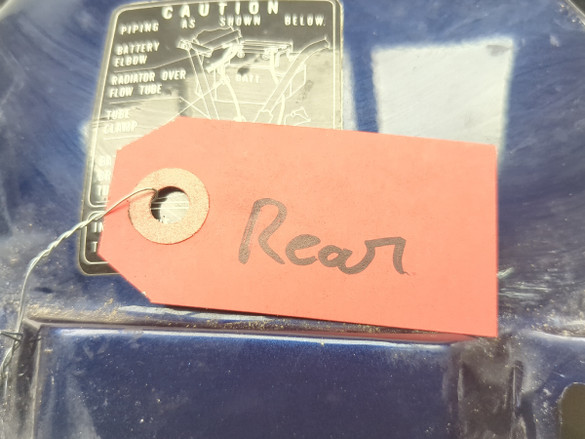 CAUTION
PIPING AS SHOWN BELOW.
BATTERY
ELBOW
RADIATOR OVER
FLOW TUBE
TUBE
CLAMP
Rear